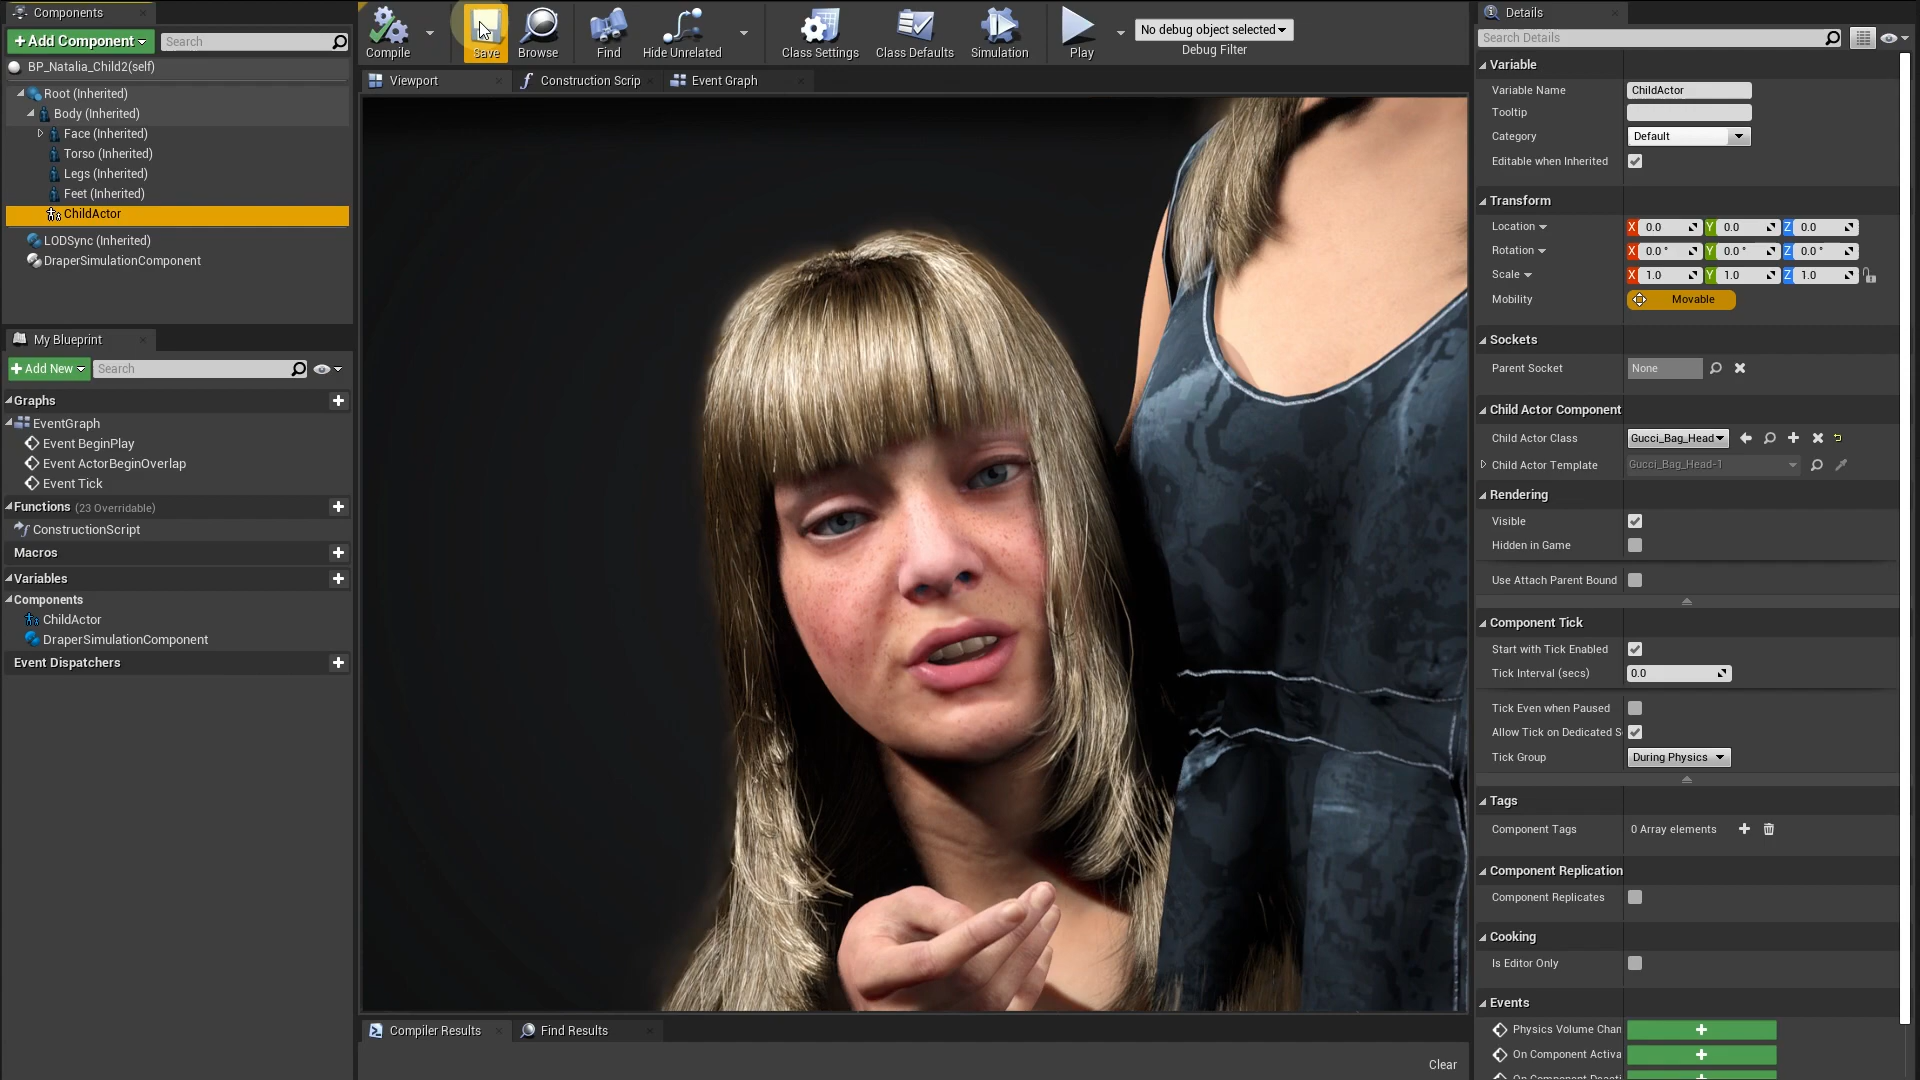 Components
+ Add Component
Search
BP_Natalia_Child2(self)
Root (Inherited)
Body (Inherited)
Face (Inherited)
Torso (Inherited)
Legs (Inherited)
Feet (Inherited)
ChildActor
LODSync (Inherited)
DraperSimulationComponent
My Blueprint
+ Add New
Search
Graphs
EventGraph
Event BeginPlay
Event ActorBeginOverlap
Event Tick
Functions (23 Overridable)
ConstructionScript
Macros
Variables
Components
ChildActor
DraperSimulationComponent
Event Dispatchers
Compile
Save
Browse
Find
Hide Unrelated
Class Settings
Class Defaults
Simulation
Play
No debug object selected
Debug Filter
Viewport
Construction Scrip
Event Graph
Compiler Results
Find Results
Clear
Details
Search Details
Variable
Variable Name ChildActor
Tooltip
Category Default
Editable when Inherited
Transform
Location X 0.0 Y 0.0 Z 0.0
Rotation X 0.0 ° Y 0.0 ° Z 0.0 °
Scale X 1.0 Y 1.0 Z 1.0
Mobility Movable
Sockets
Parent Socket None
Child Actor Component
Child Actor Class Gucci_Bag_Head
Child Actor Template Gucci_Bag_Head-1
Rendering
Visible
Hidden in Game
Use Attach Parent Bound
Component Tick
Start with Tick Enabled
Tick Interval (secs) 0.0
Tick Even when Paused
Allow Tick on Dedicated S
Tick Group During Physics
Tags
Component Tags 0 Array elements
Component Replication
Component Replicates
Cooking
Is Editor Only
Events
Physics Volume Chan
On Component Activa